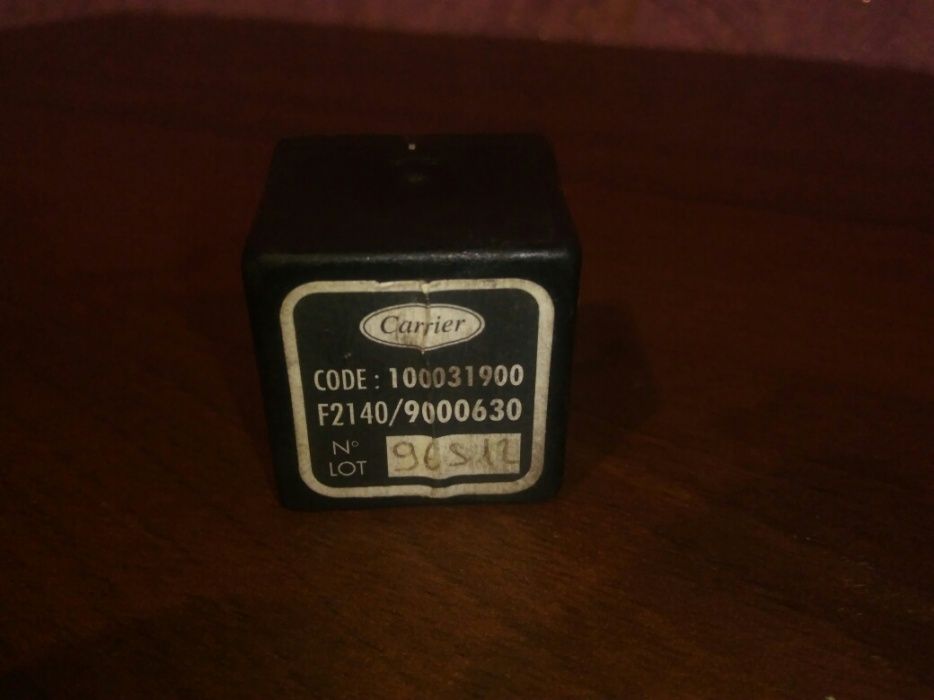 Carrier
CODE : 100031900
F2140/9000630
N°
LOT 96S12